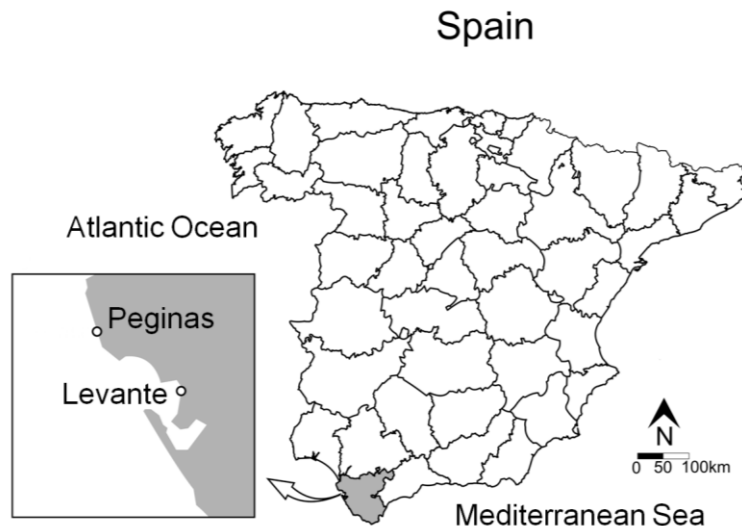 Spain
Atlantic Ocean
Peginas
Levante
N
0 50 100km
Mediterranean Sea